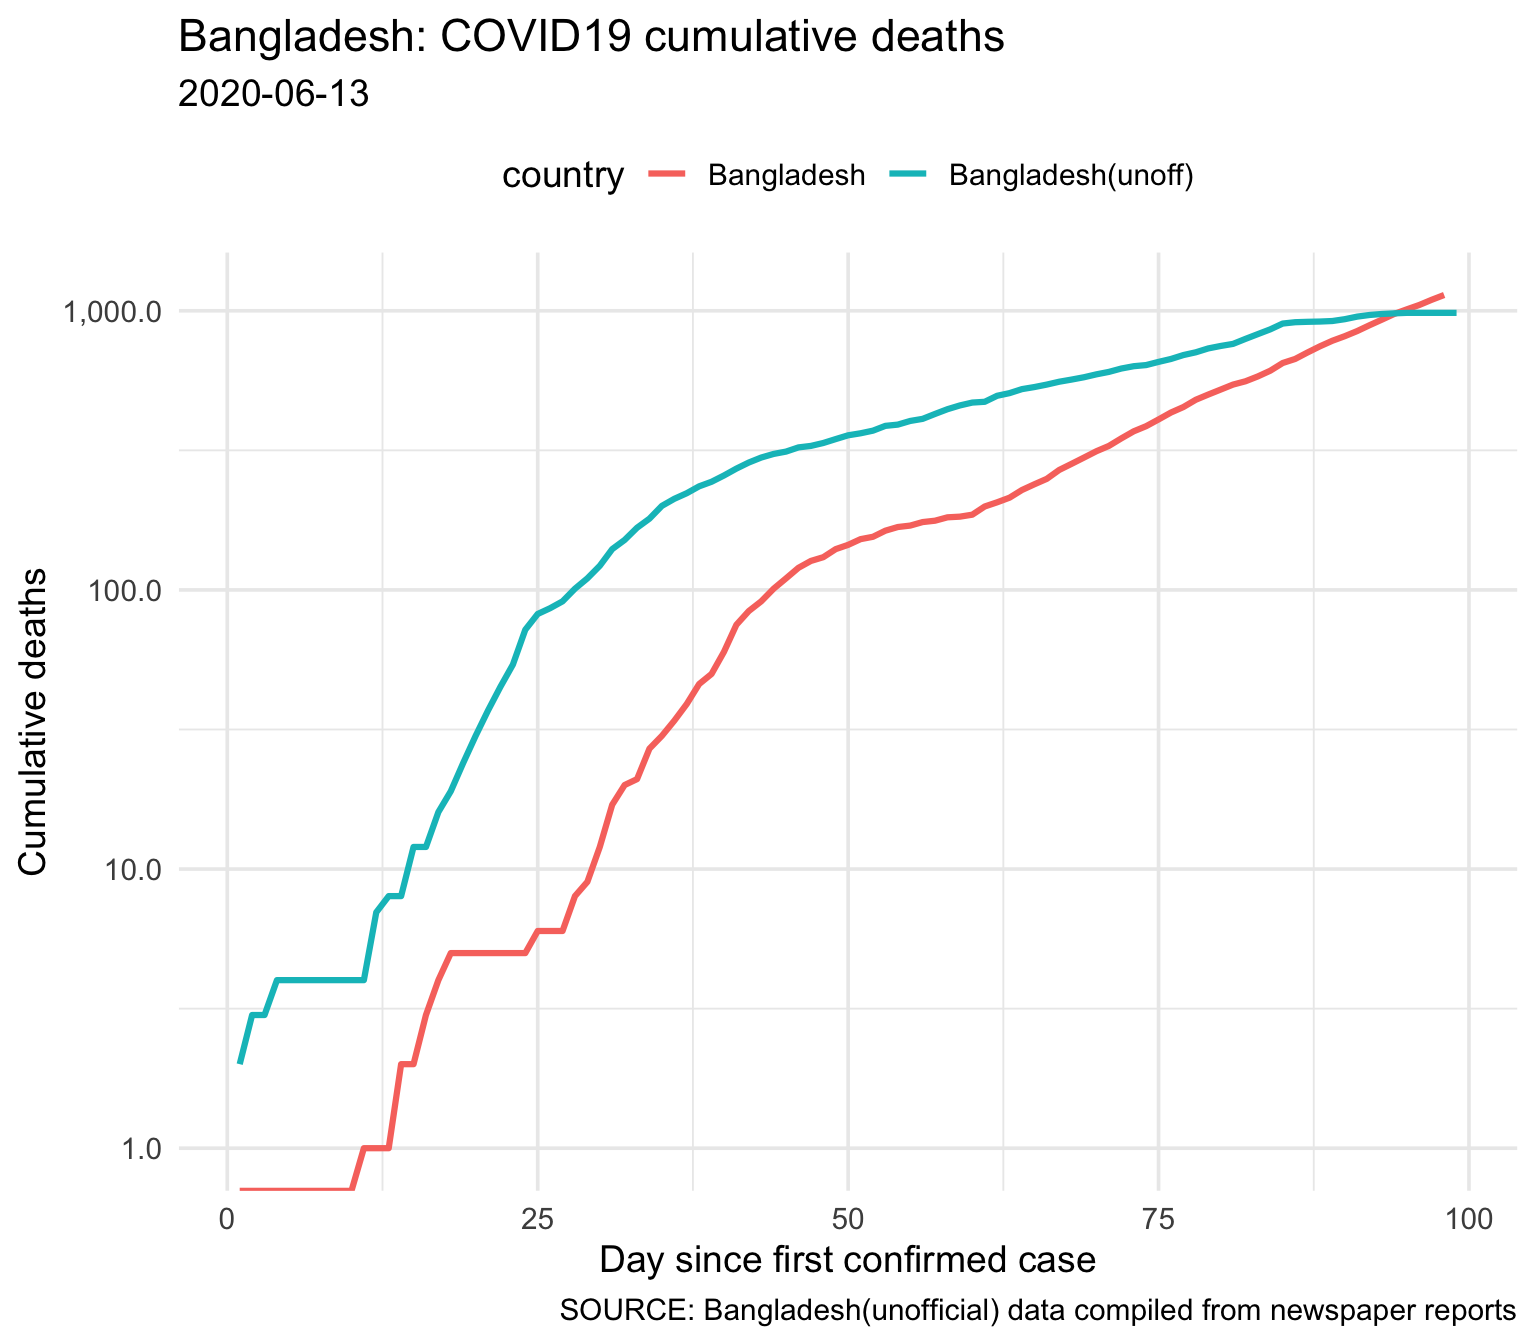 Bangladesh: COVID19 cumulative deaths
2020-06-13
country Bangladesh Bangladesh(unoff)
1,000.0
100.0
10.0
1.0
Cumulative deaths
0 25 50 75 100
Day since first confirmed case
SOURCE: Bangladesh(unofficial) data compiled from newspaper reports